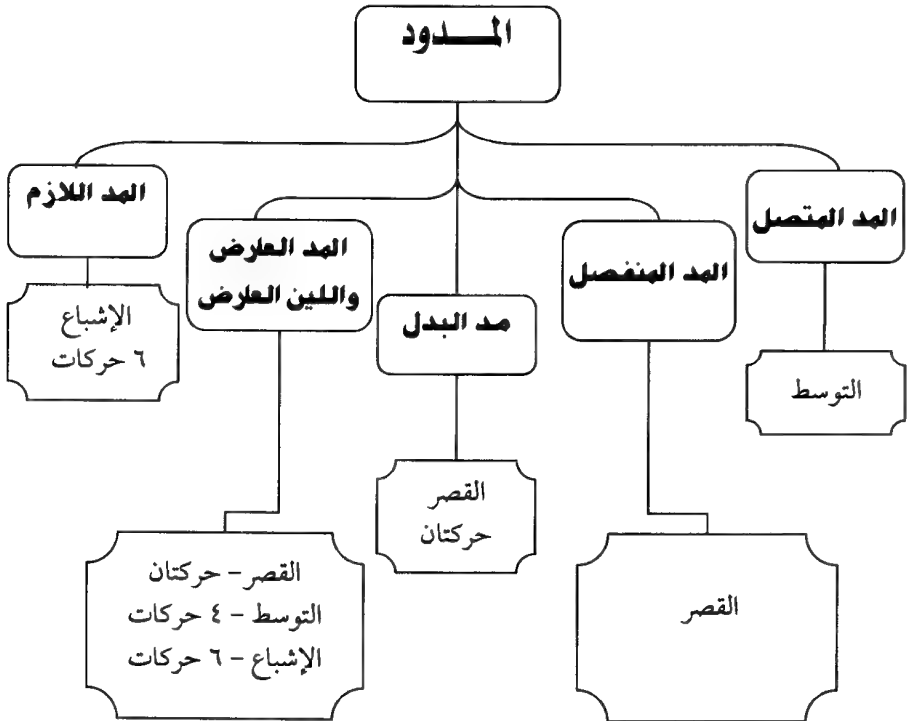 المـــدود
المد المتصل
التوسط
المد المنفصل
القصر
مد البدل
القصر
حركتان
المد العارض
واللين العارض
القصر – حركتان
التوسط – ٤ حركات
الإشباع – ٦ حركات
المد اللازم
الإشباع
٦ حركات